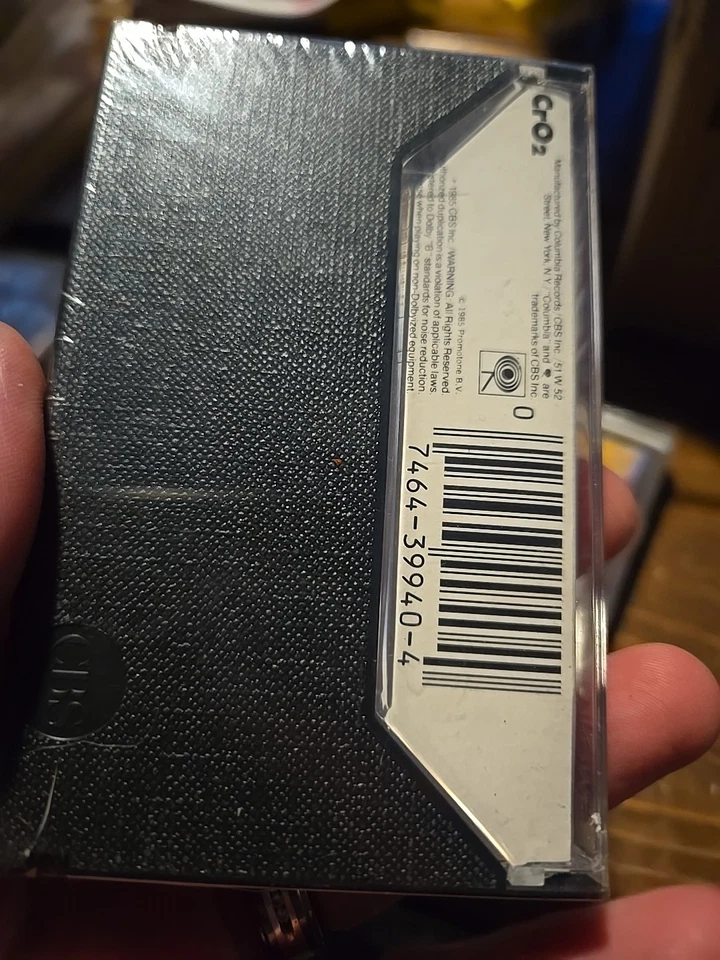 CrO2
Manufactured by Columbia Records / CBS Inc. / 51 W. 52
Street, New York, N.Y. / "Columbia" and are
trademarks of CBS Inc.
© 1985 Promotone B.V.
1985 CBS Inc. / WARNING: All Rights Reserved.
duplication is a violation of applicable laws.
to Dolby "B" standards for noise reduction
when playing on non-Dolbyized equipment.
0
7464-39940-4
CBS